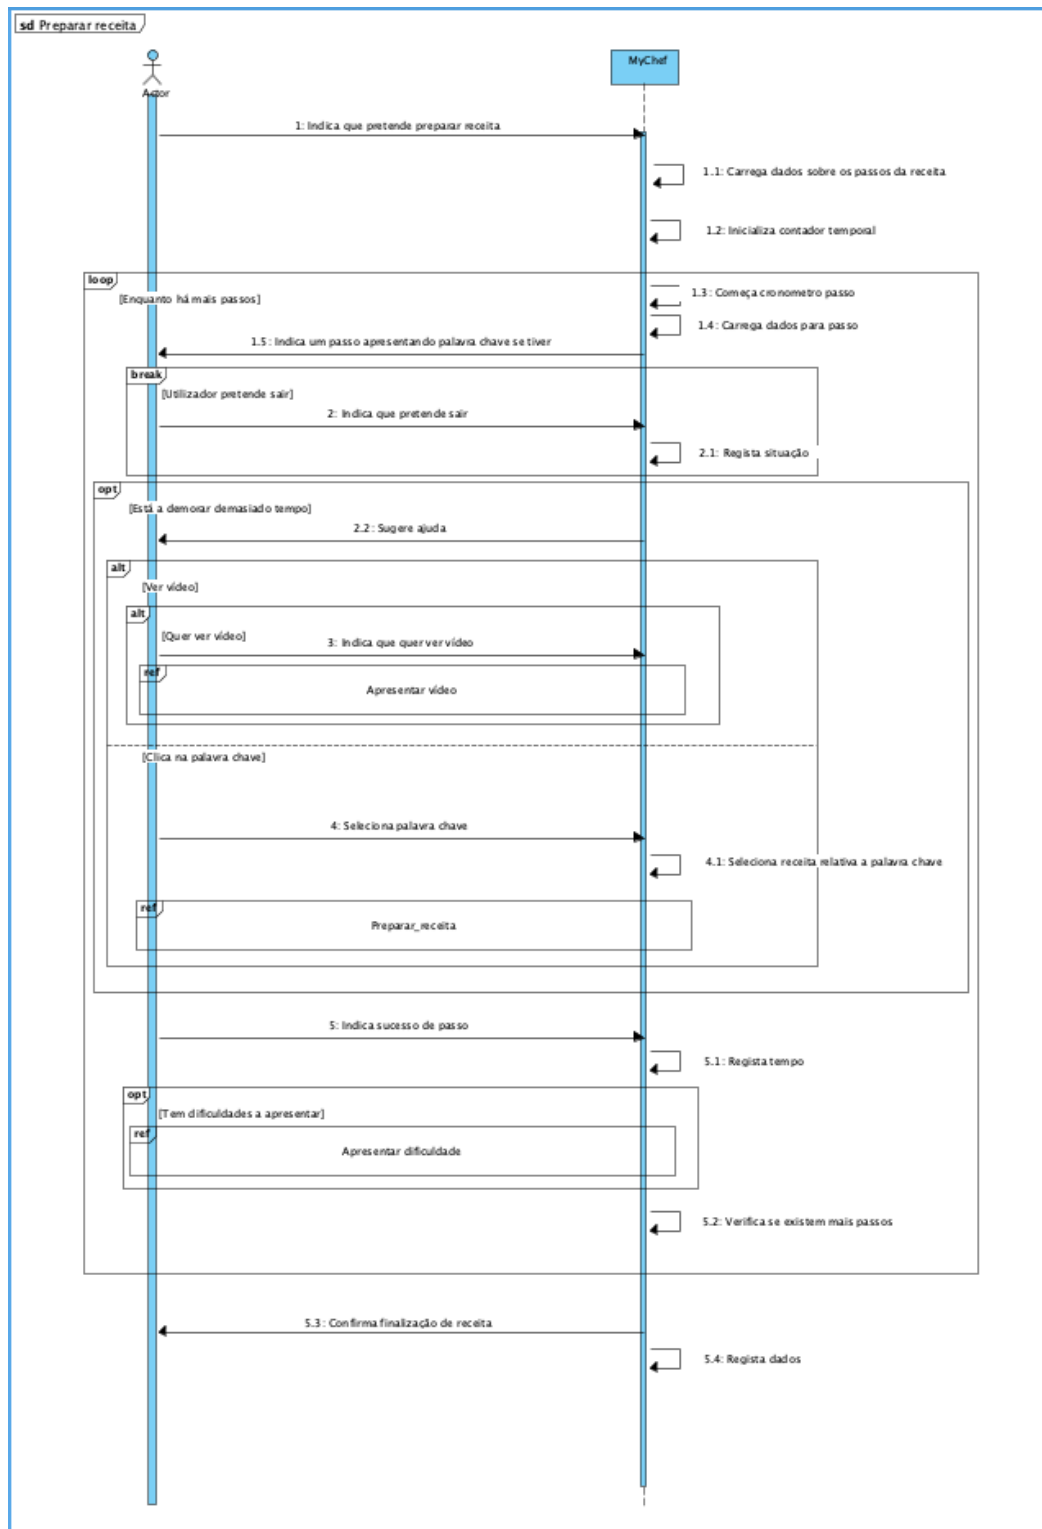 sd Preparar receita
Actor
MyChef
1: Indica que pretende preparar receita
1.1: Carrega dados sobre os passos da receita
1.2: Inicializa contador temporal
loop
[Enquanto há mais passos]
1.3: Começa cronometro passo
1.4: Carrega dados para passo
1.5: Indica um passo apresentando palavra chave se tiver
break
[Utilizador pretende sair]
2: Indica que pretende sair
2.1: Regista situação
opt
[Está a demorar demasiado tempo]
2.2: Sugere ajuda
alt
[Ver vídeo]
alt
[Quer ver vídeo]
3: Indica que quer ver vídeo
ref
Apresentar vídeo
[Clica na palavra chave]
4: Seleciona palavra chave
4.1: Seleciona receita relativa a palavra chave
ref
Preparar_receita
5: Indica sucesso de passo
5.1: Regista tempo
opt
[Tem dificuldades a apresentar]
ref
Apresentar dificuldade
5.2: Verifica se existem mais passos
5.3: Confirma finalização de receita
5.4: Regista dados